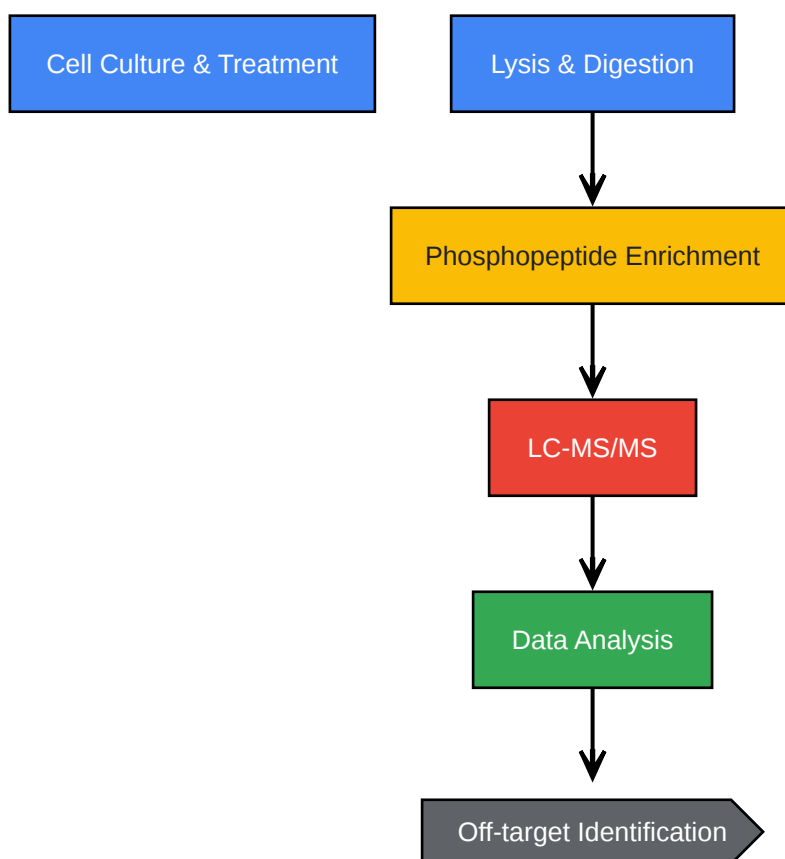 Cell Culture & Treatment
Lysis & Digestion
Phosphopeptide Enrichment
LC-MS/MS
Data Analysis
Off-target Identification